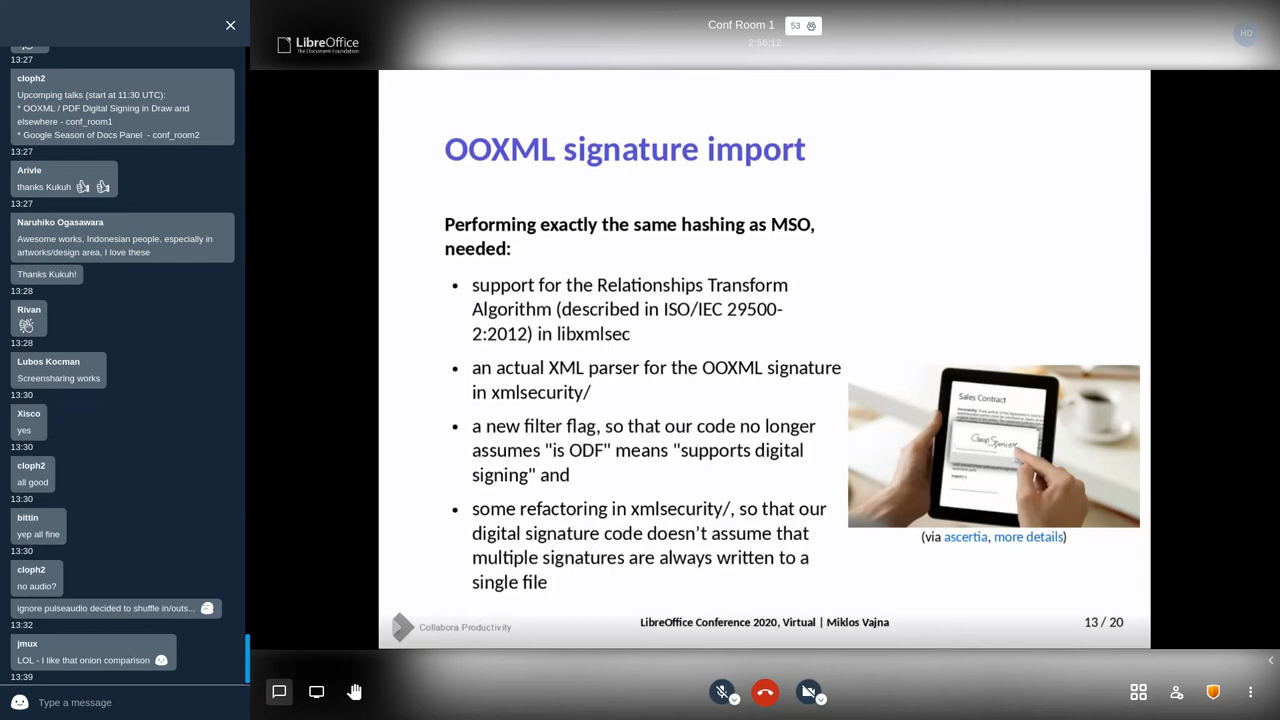 13:27
cloph2
Upcomping talks (start at 11:30 UTC):
* OOXML / PDF Digital Signing in Draw and
elsewhere - conf_room1
* Google Season of Docs Panel - conf_room2
13:27
Arivle
thanks Kukuh
13:27
Naruhiko Ogasawara
Awesome works, Indonesian people, especially in
artworks/design area, I love these
Thanks Kukuh!
13:28
Rivan
13:28
Lubos Kocman
Screensharing works
13:30
Xisco
yes
13:30
cloph2
all good
13:30
bittin
yep all fine
13:30
cloph2
no audio?
ignore pulseaudio decided to shuffle in/outs...
13:32
jmux
LOL - I like that onion comparison
13:39
Type a message
LibreOffice
The Document Foundation
Conf Room 1
53
2:56:12
HO
OOXML signature import
Performing exactly the same hashing as MSO,
needed:
• support for the Relationships Transform
Algorithm (described in ISO/IEC 29500-
2:2012) in libxmlsec
• an actual XML parser for the OOXML signature
in xmlsecurity/
• a new filter flag, so that our code no longer
assumes "is ODF" means "supports digital
signing" and
• some refactoring in xmlsecurity/, so that our
digital signature code doesn’t assume that
multiple signatures are always written to a
single file
Sales Contract
(via ascertia, more details)
Collabora Productivity
LibreOffice Conference 2020, Virtual | Miklos Vajna
13 / 20